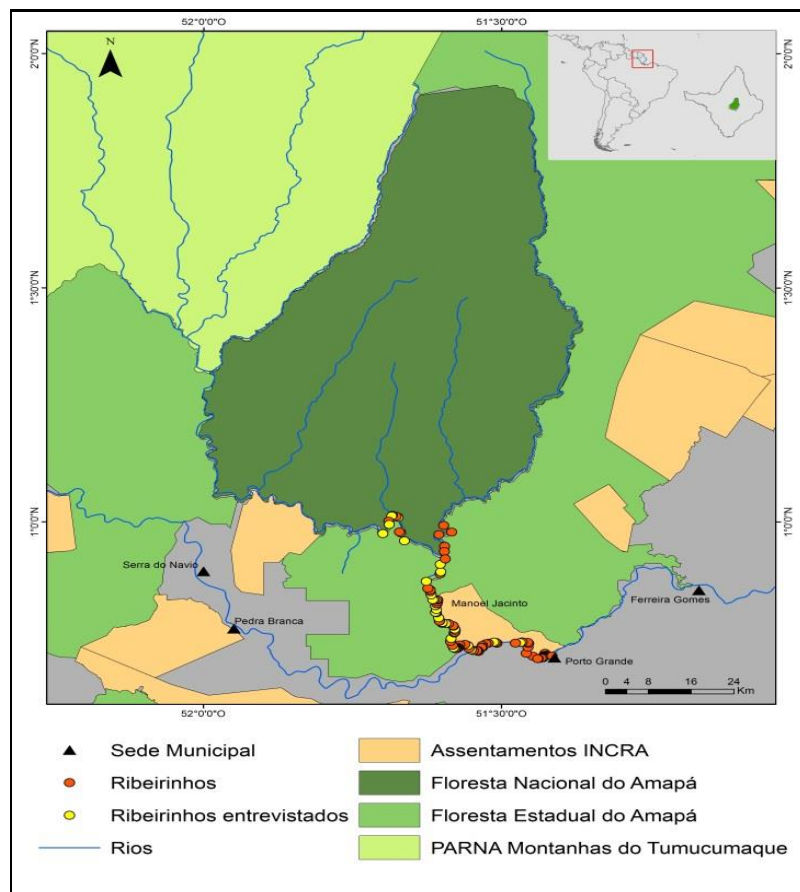 52°0'0"O 51°30'0"O
N
2°0'0"N 2°0'0"N
1°30'0"N 1°30'0"N
1°0'0"N 1°0'0"N
Serra do Navio
Manoel Jacinto
Ferreira Gomes
Pedra Branca
Porto Grande
0 4 8 16 24
Km
52°0'0"O 51°30'0"O
Sede Municipal
Ribeirinhos
Ribeirinhos entrevistados
Rios
Assentamentos INCRA
Floresta Nacional do Amapá
Floresta Estadual do Amapá
PARNA Montanhas do Tumucumaque